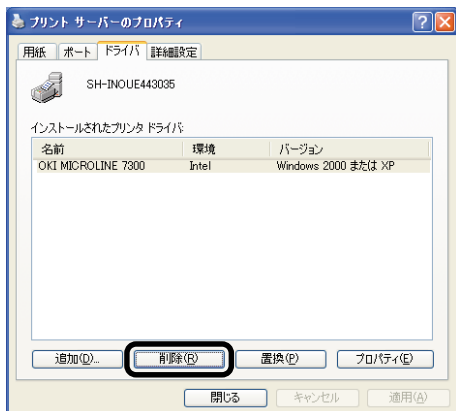 プリント サーバーのプロパティ
用紙 ポート ドライバ 詳細設定
SH-INOUE443035
インストールされたプリンタ ドライバ:
名前 環境 バージョン
OKI MICROLINE 7300 Intel Windows 2000 または XP
追加(D)... 削除(R) 置換(P) プロパティ(E)
閉じる キャンセル 適用(A)